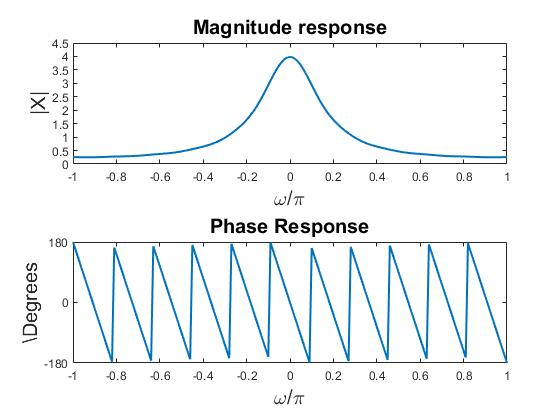 Magnitude response
|X|
4.5
4
3.5
3
2.5
2
1.5
1
0.5
0
-1 -0.8 -0.6 -0.4 -0.2 0 0.2 0.4 0.6 0.8 1
ω/π
Phase Response
\Degrees
180
0
-180
-1 -0.8 -0.6 -0.4 -0.2 0 0.2 0.4 0.6 0.8 1
ω/π